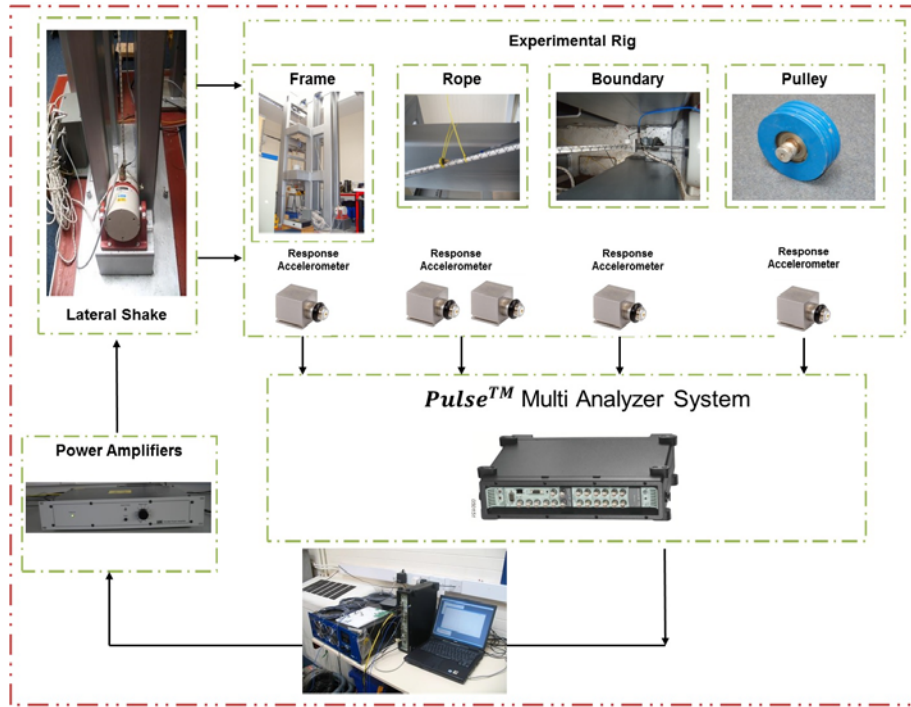 Experimental Rig
Frame
Rope
Boundary
Pulley
Lateral Shake
Response
Accelerometer
Response
Accelerometer
Response
Accelerometer
Response
Accelerometer
Pulse™ Multi Analyzer System
Power Amplifiers